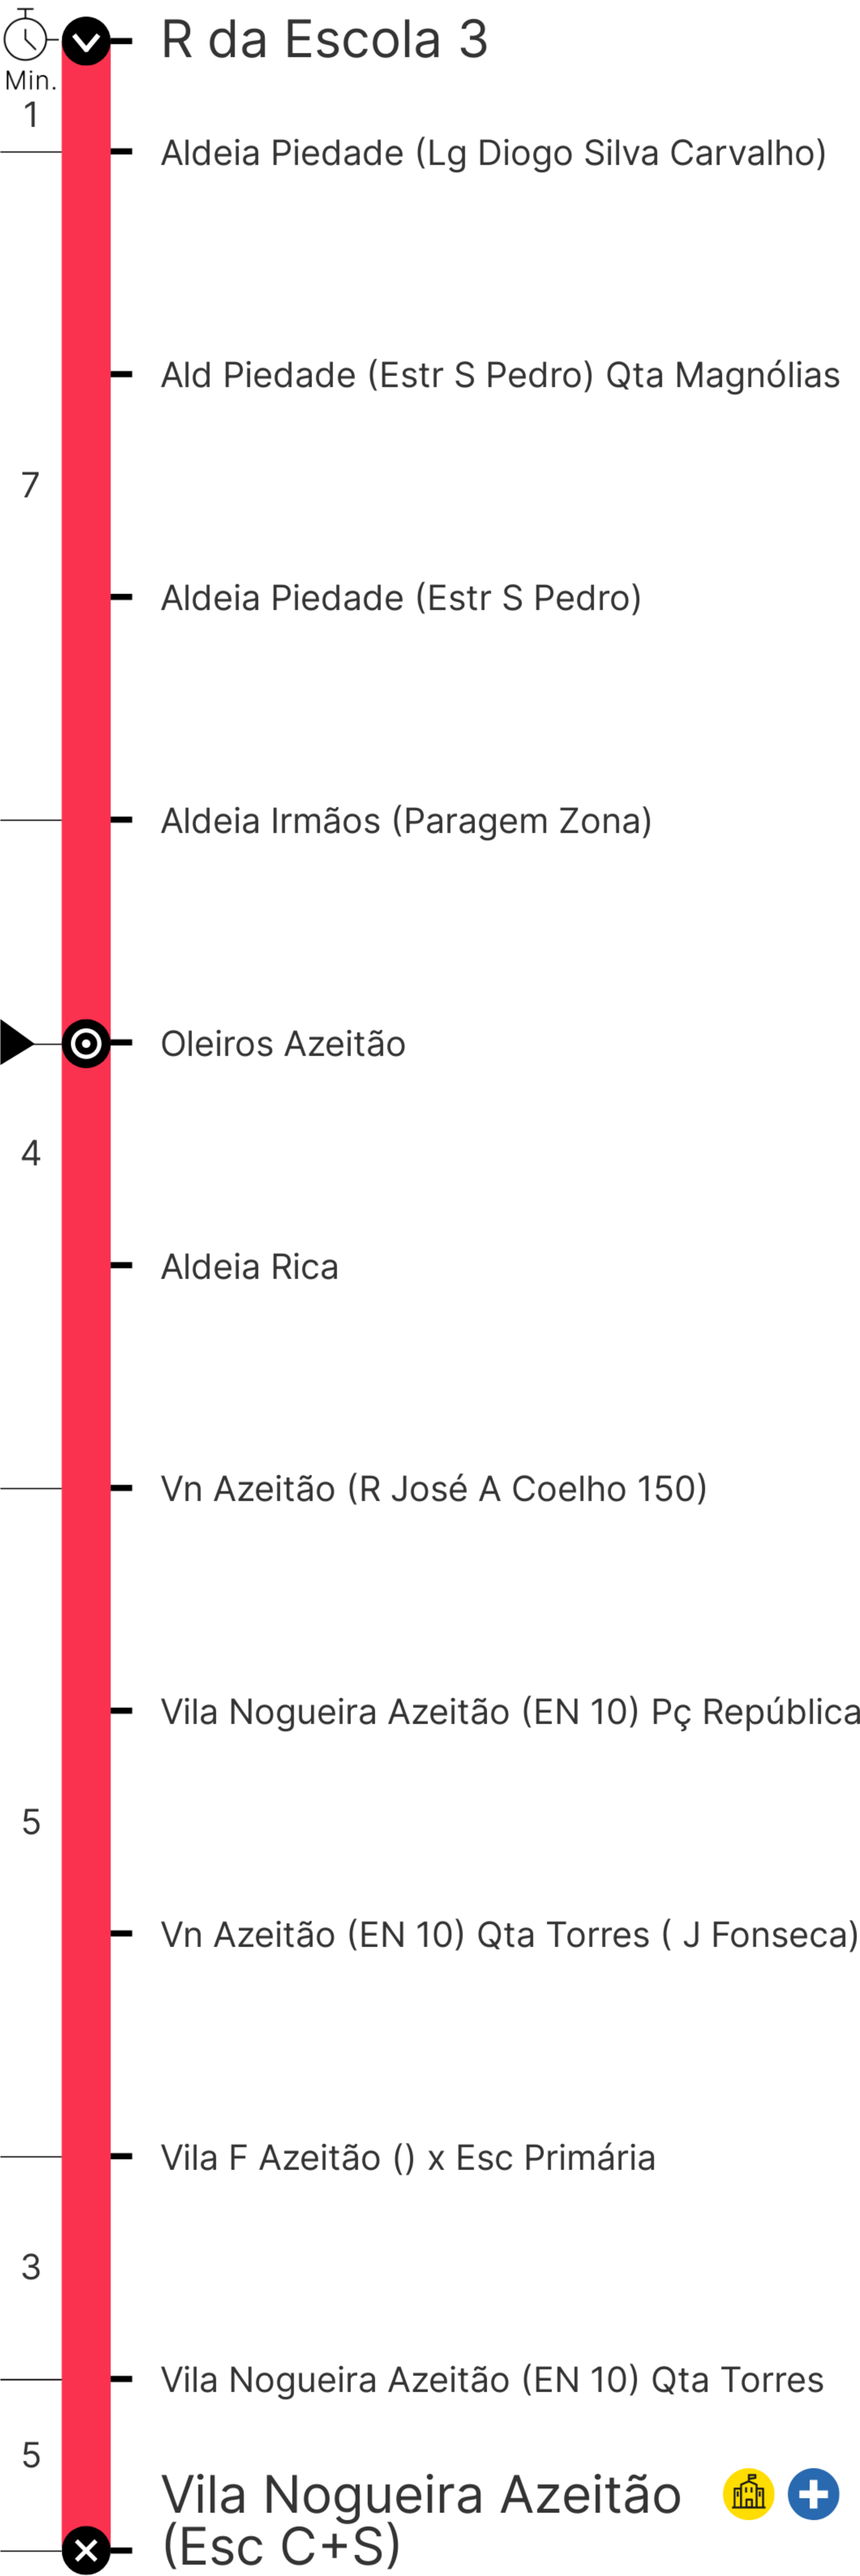 R da Escola 3
Min.
1
Aldeia Piedade (Lg Diogo Silva Carvalho)
Ald Piedade (Estr S Pedro) Qta Magnólias
7
Aldeia Piedade (Estr S Pedro)
Aldeia Irmãos (Paragem Zona)
Oleiros Azeitão
4
Aldeia Rica
Vn Azeitão (R José A Coelho 150)
Vila Nogueira Azeitão (EN 10) Pç República
5
Vn Azeitão (EN 10) Qta Torres ( J Fonseca)
Vila F Azeitão () x Esc Primária
3
Vila Nogueira Azeitão (EN 10) Qta Torres
5
Vila Nogueira Azeitão
(Esc C+S)